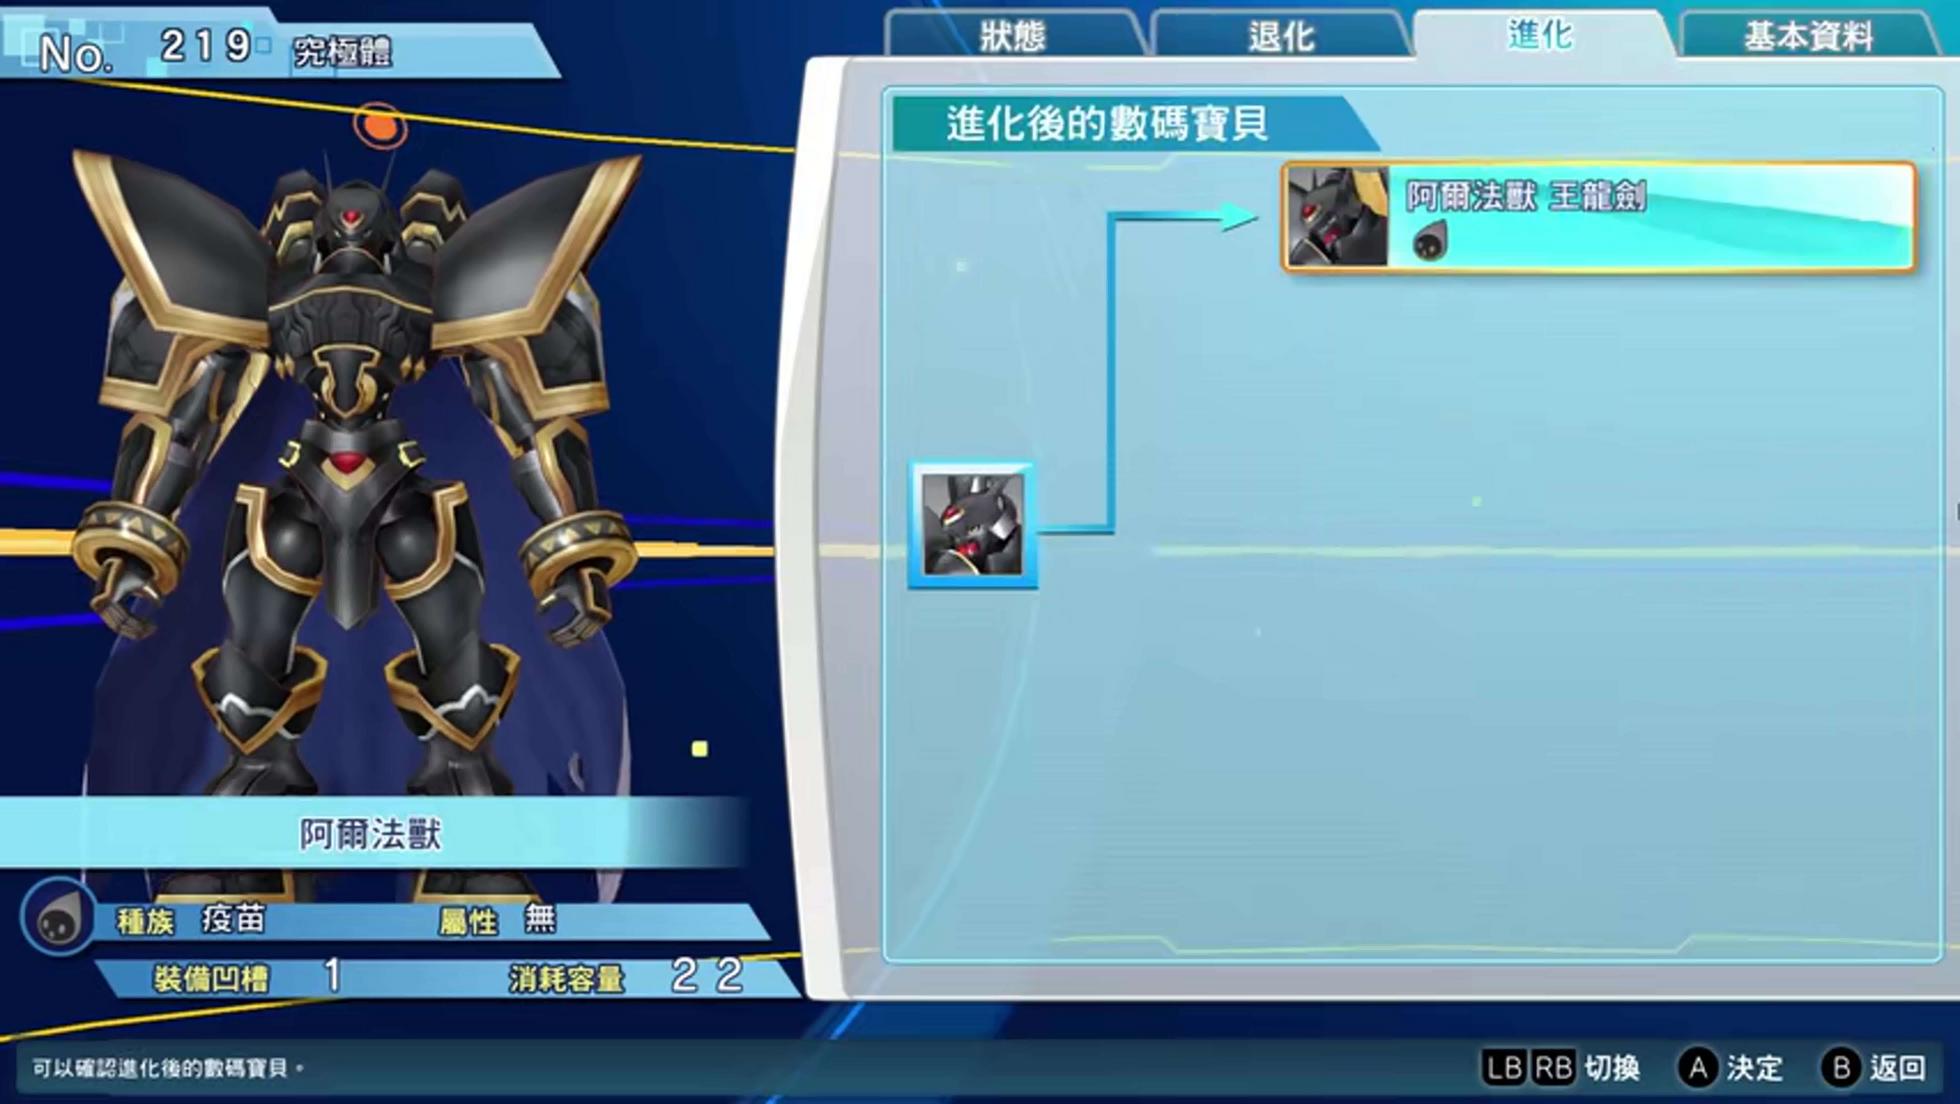 No. 219 究極體
狀態 退化 進化 基本資料
進化後的數碼寶貝
阿爾法獸 王龍劍
阿爾法獸
種族 疫苗 屬性 無
裝備凹槽 1 消耗容量 22
可以確認進化後的數碼寶貝。
LB RB 切換 A 決定 B 返回